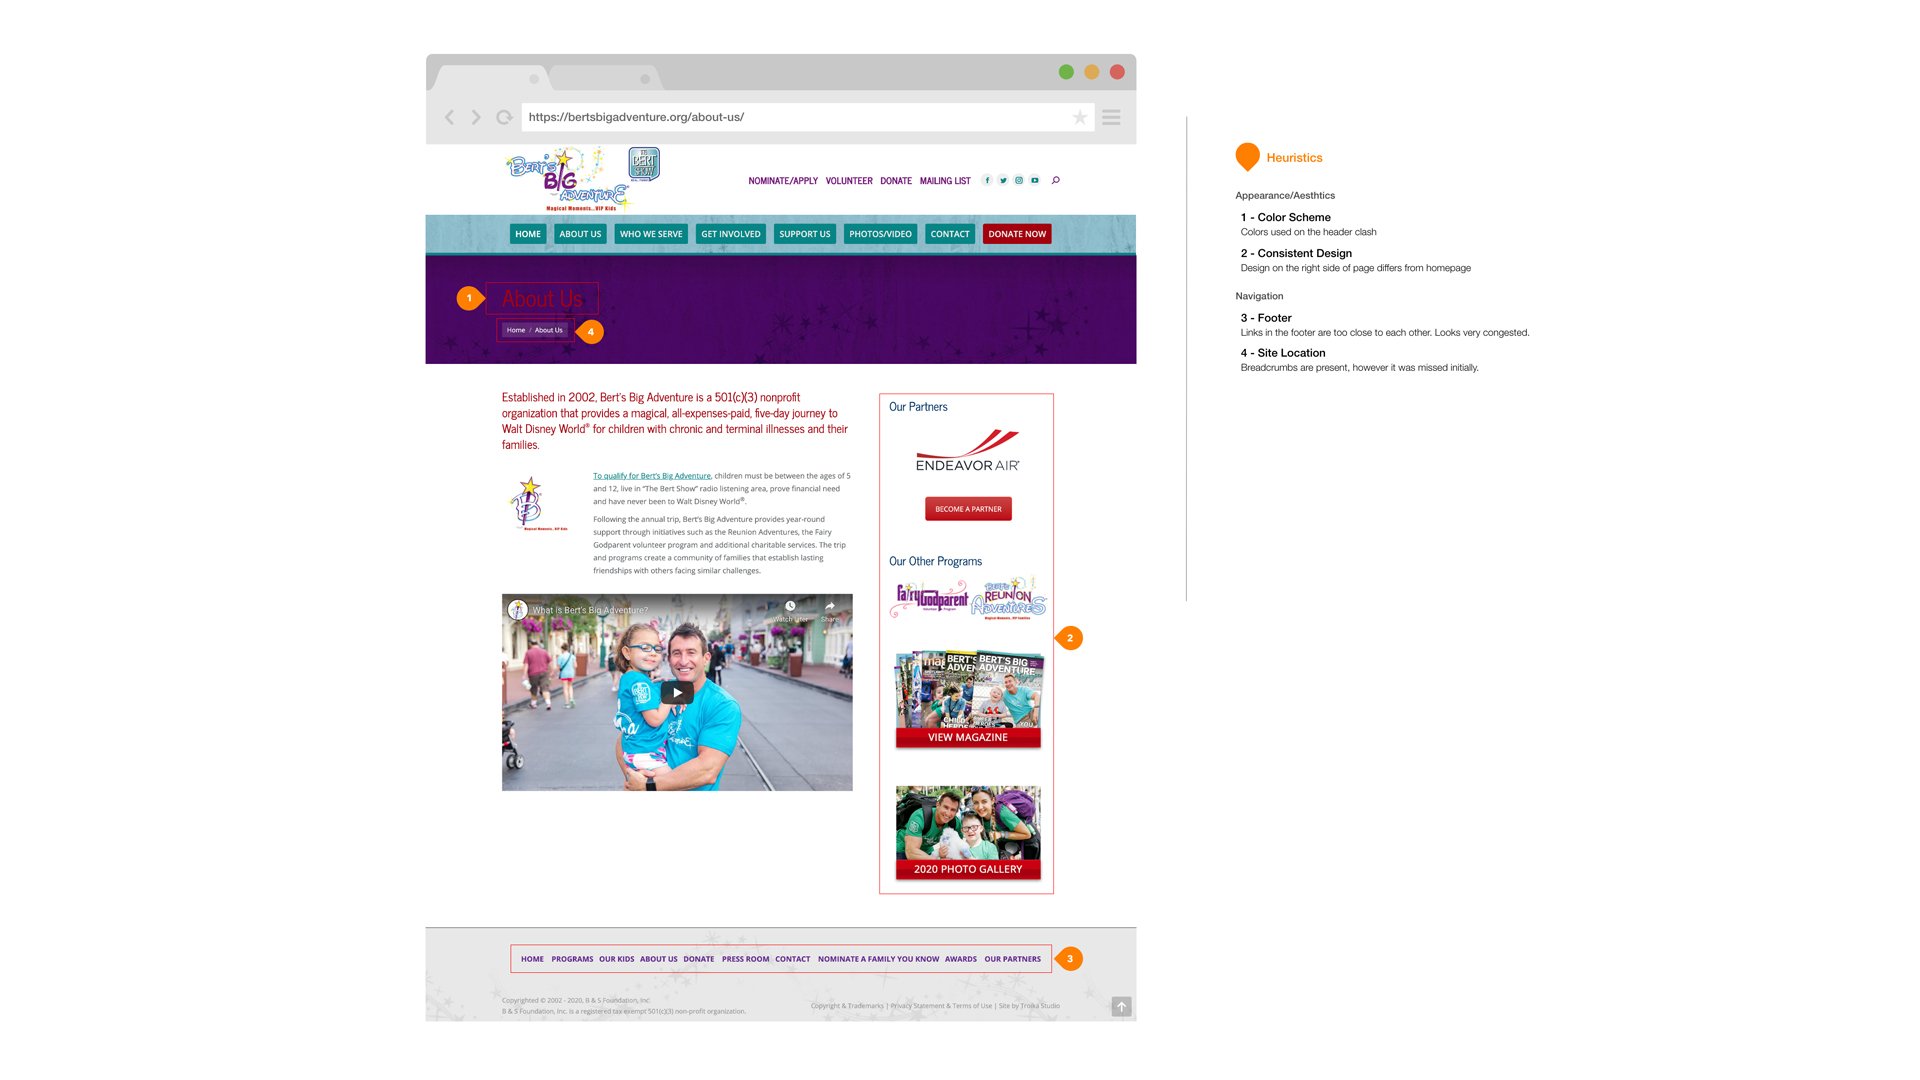 https://bertsbigadventure.org/about-us/
BERT'S
BIG
ADVENTURE
Magical Moments...VIP Kids
THE
BERT
SHOW
NOMINATE/APPLY VOLUNTEER DONATE MAILING LIST
HOME ABOUT US WHO WE SERVE GET INVOLVED SUPPORT US PHOTOS/VIDEO CONTACT DONATE NOW
1
About Us
Home / About Us
4
Established in 2002, Bert's Big Adventure is a 501(c)(3) nonprofit
organization that provides a magical, all-expenses-paid, five-day journey to
Walt Disney World® for children with chronic and terminal illnesses and their
families.
B
Magical Moments...VIP Kids
To qualify for Bert's Big Adventure, children must be between the ages of 5
and 12, live in "The Bert Show" radio listening area, prove financial need
and have never been to Walt Disney World®.
Following the annual trip, Bert's Big Adventure provides year-round
support through initiatives such as the Reunion Adventures, the Fairy
Godparent volunteer program and additional charitable services. The trip
and programs create a community of families that establish lasting
friendships with others facing similar challenges.
What is Bert's Big Adventure?
Watch later Share
Our Partners
ENDEAVOR AIR
BECOME A PARTNER
Our Other Programs
Fairy Godparent
Volunteer Program
BERT'S
REUNION
ADVENTURES
Magical Moments...VIP Families
2
BERT'S BIG
ADVENTURE
VIEW MAGAZINE
2020 PHOTO GALLERY
HOME PROGRAMS OUR KIDS ABOUT US DONATE PRESS ROOM CONTACT NOMINATE A FAMILY YOU KNOW AWARDS OUR PARTNERS
3
Copyrighted © 2002 - 2020, B & S Foundation, Inc.
B & S Foundation, Inc. is a registered tax-exempt 501(c)(3) non-profit organization.
Copyright & Trademarks | Privacy Statement & Terms of Use | Site by Troika Studio
Heuristics
Appearance/Aesthtics
1 - Color Scheme
Colors used on the header clash
2 - Consistent Design
Design on the right side of page differs from homepage
Navigation
3 - Footer
Links in the footer are too close to each other. Looks very congested.
4 - Site Location
Breadcrumbs are present, however it was missed initially.